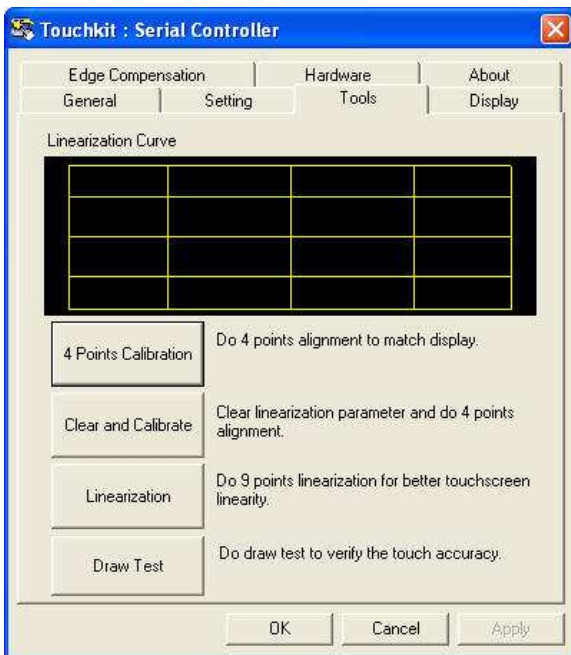 Touchkit : Serial Controller
Edge Compensation Hardware About
General Setting Tools Display
Linearization Curve
4 Points Calibration
Do 4 points alignment to match display.
Clear and Calibrate
Clear linearization parameter and do 4 points
alignment.
Linearization
Do 9 points linearization for better touchscreen
linearity.
Draw Test
Do draw test to verify the touch accuracy.
OK Cancel Apply